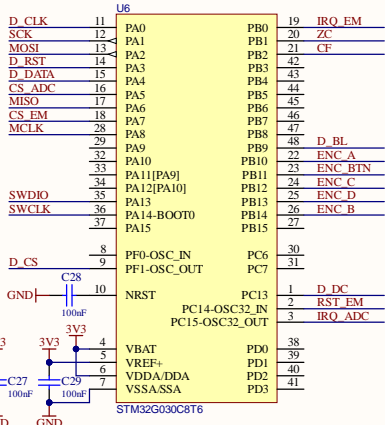 U6
D_CLK 11 PA0 PB0 19 IRQ_EM
SCK 12 PA1 PB1 20 ZC
MOSI 13 PA2 PB2 21 CF
D_RST 14 PA3 PB3 42
D_DATA 15 PA4 PB4 43
CS_ADC 16 PA5 PB5 44
MISO 17 PA6 PB6 45
CS_EM 18 PA7 PB7 46
MCLK 28 PA8 PB8 47
29 PA9 PB9 48 D_BL
32 PA10 PB10 22 ENC_A
33 PA11[PA9] PB11 23 ENC_BTN
34 PA12[PA10] PB12 24 ENC_C
SWDIO 35 PA13 PB13 25 ENC_D
SWCLK 36 PA14-BOOT0 PB14 26 ENC_B
37 PA15 PB15 27
8 PF0-OSC_IN PC6 30
D_CS 9 PF1-OSC_OUT PC7 31
C28
GND 10 NRST PC13 1 D_DC
100nF PC14-OSC32_IN 2 RST_EM
PC15-OSC32_OUT 3 IRQ_ADC
3V3
3 3V3 4 VBAT PD0 38
5 VREF+ PD1 39
6 VDDA/DDA PD2 40
C27 C29 7 VSSA/SSA PD3 41
100nF 100nF
STM32G030C8T6
D GND